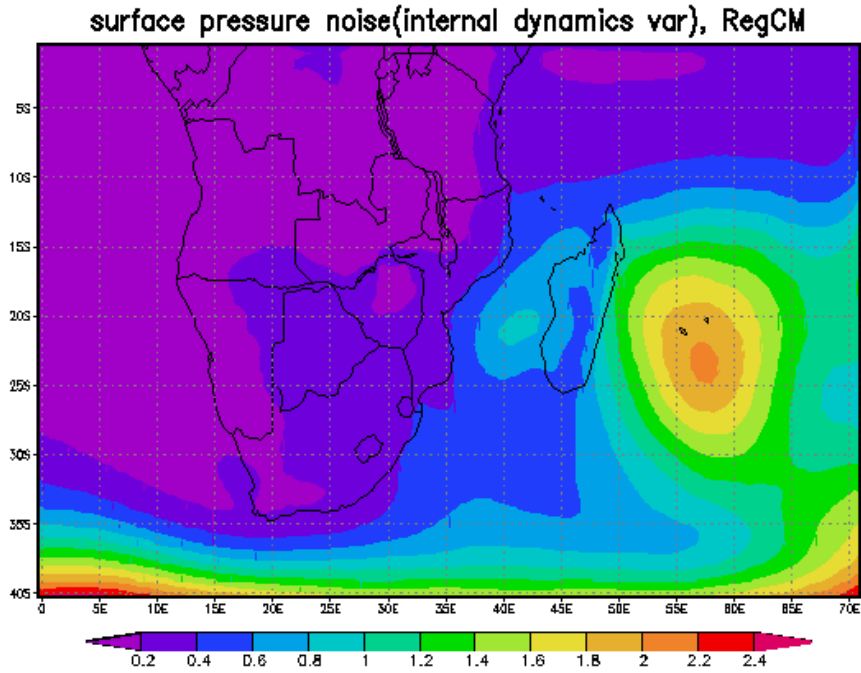 surface pressure noise(internal dynamics var), RegCM
5S
10S
15S
20S
25S
30S
35S
40S
0 5E 10E 15E 20E 25E 30E 35E 40E 45E 50E 55E 60E 65E 70E
0.2 0.4 0.6 0.8 1 1.2 1.4 1.6 1.8 2 2.2 2.4